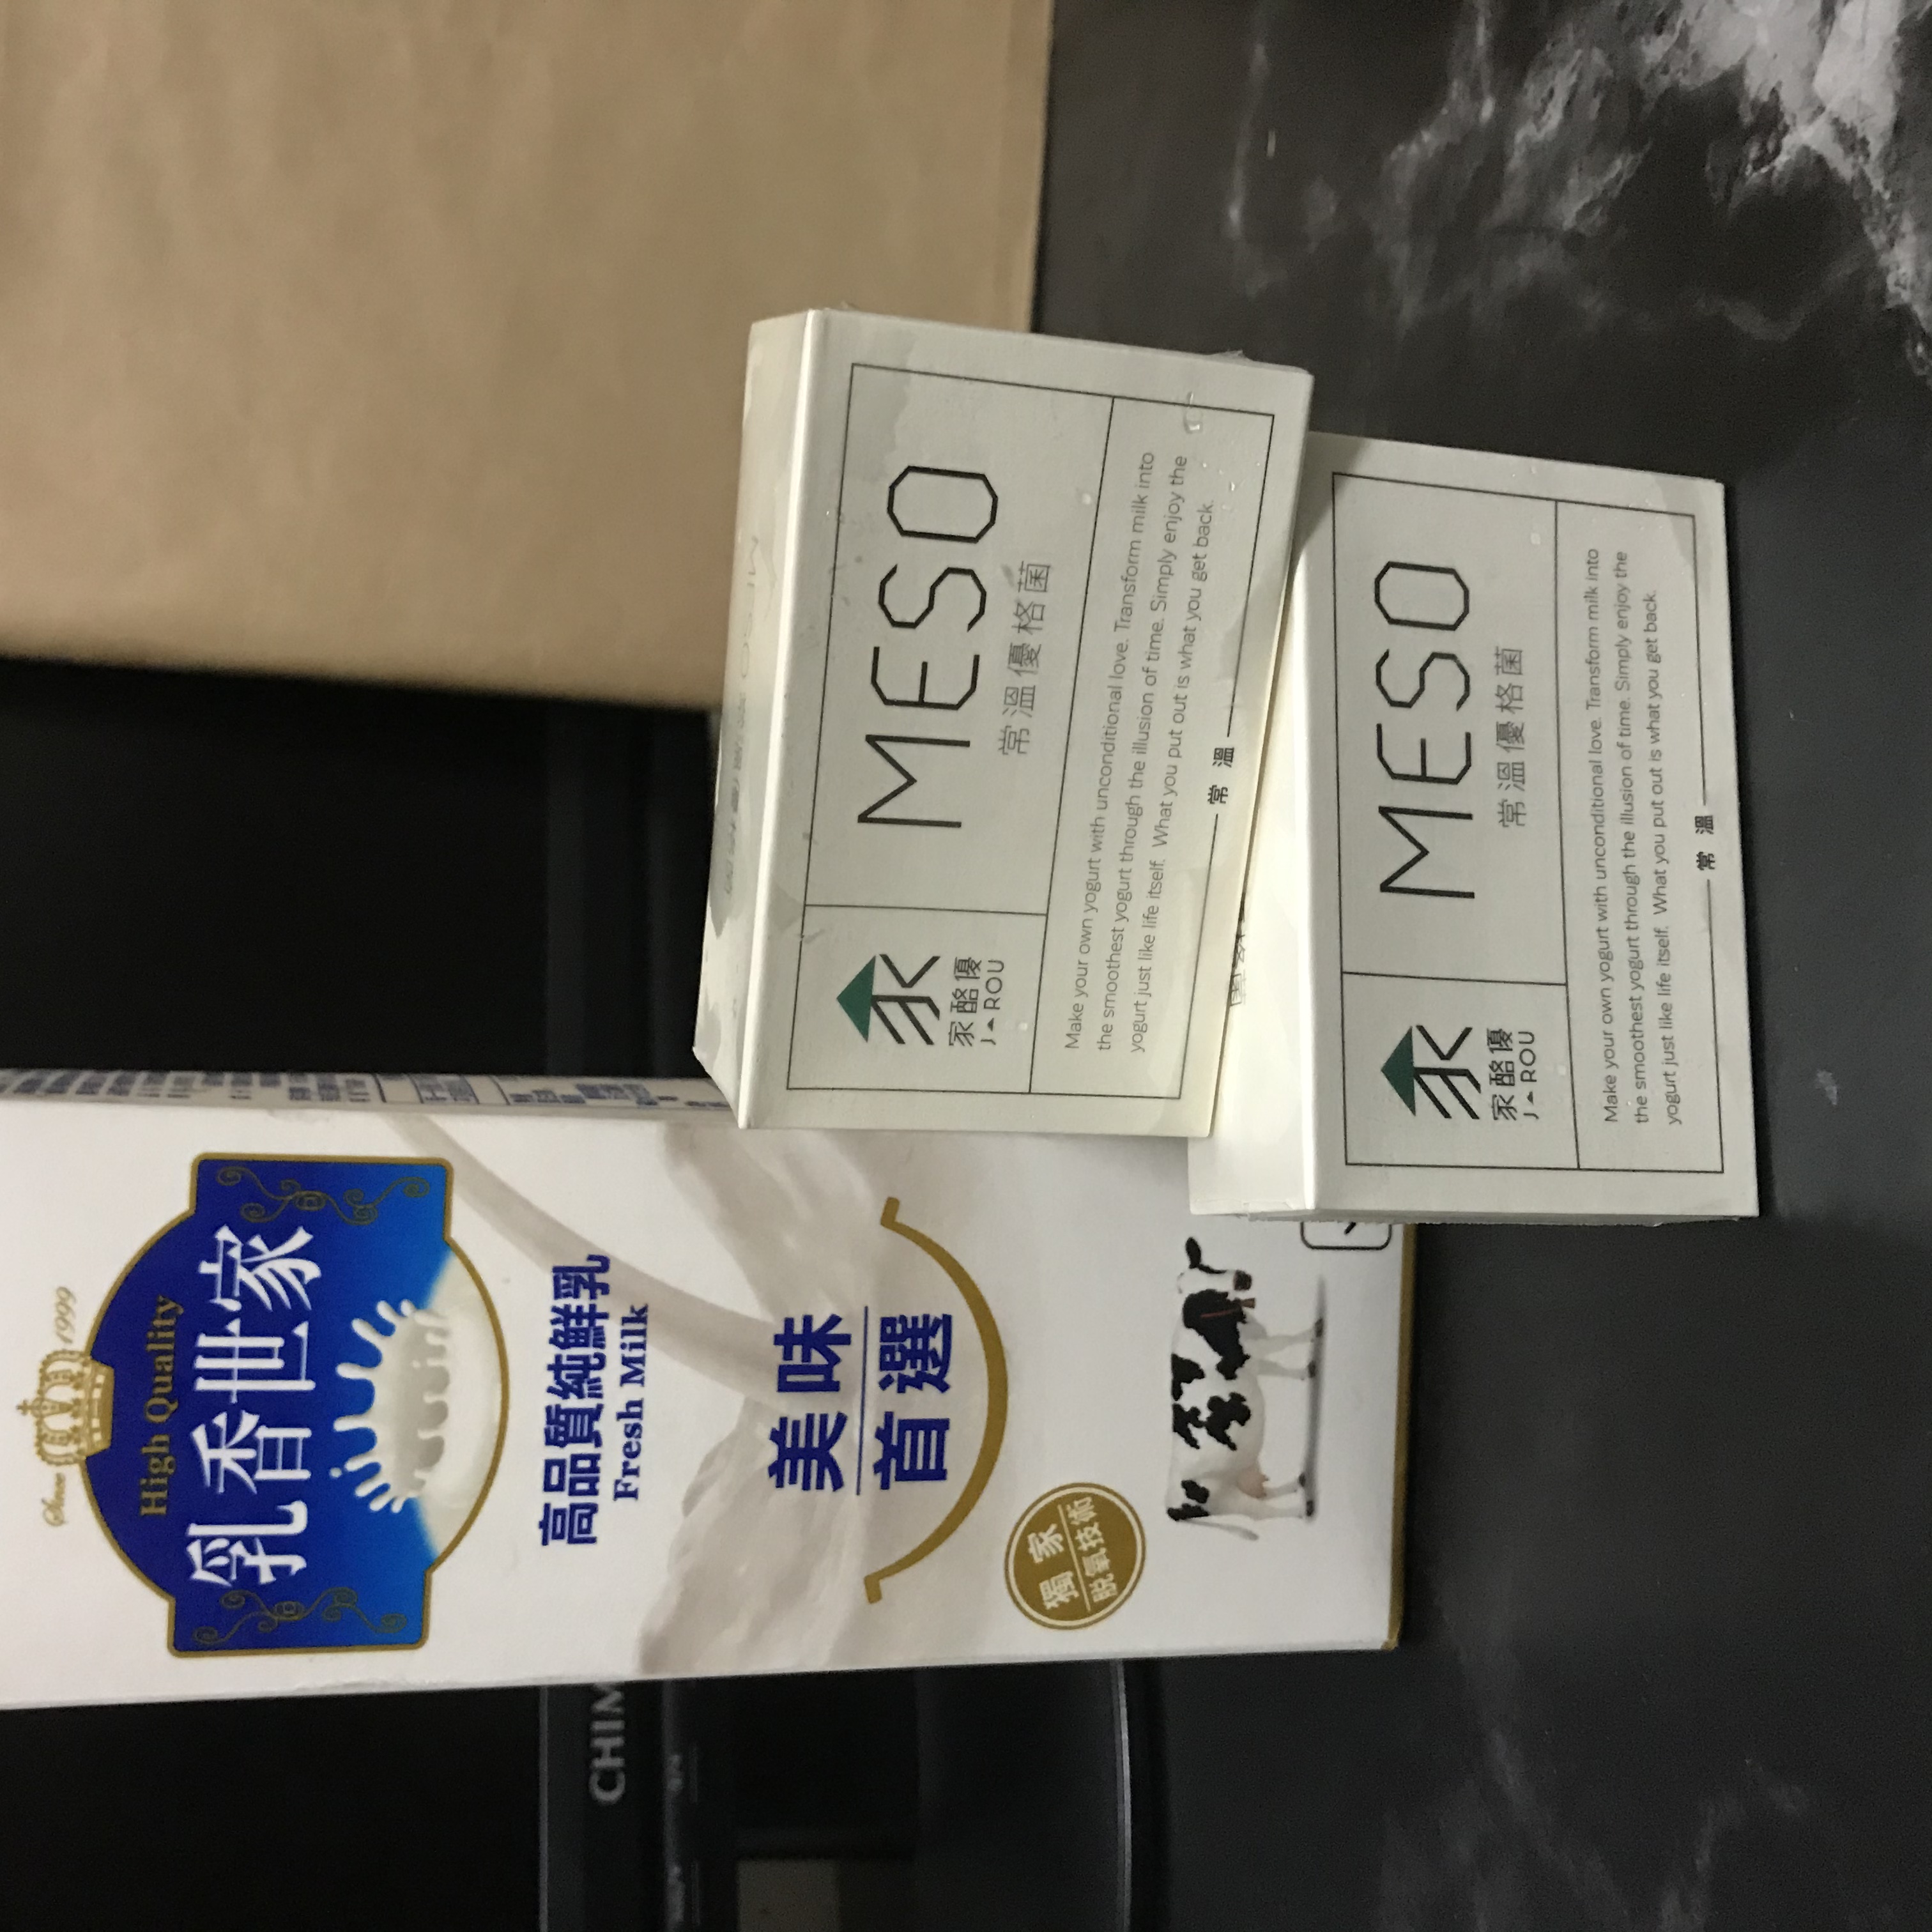 Since 1999
High Quality
乳香世家
高品質純鮮乳
Fresh Milk
美味
首選
獨家
脫氧技術
家酪優
J▲ROU
MESO
常溫優格菌
Make your own yogurt with unconditional love. Transform milk into
the smoothest yogurt through the illusion of time. Simply enjoy the
yogurt just like life itself. What you put out is what you get back.
常溫
家酪優
J▲ROU
MESO
常溫優格菌
Make your own yogurt with unconditional love. Transform milk into
the smoothest yogurt through the illusion of time. Simply enjoy the
yogurt just like life itself. What you put out is what you get back.
常溫